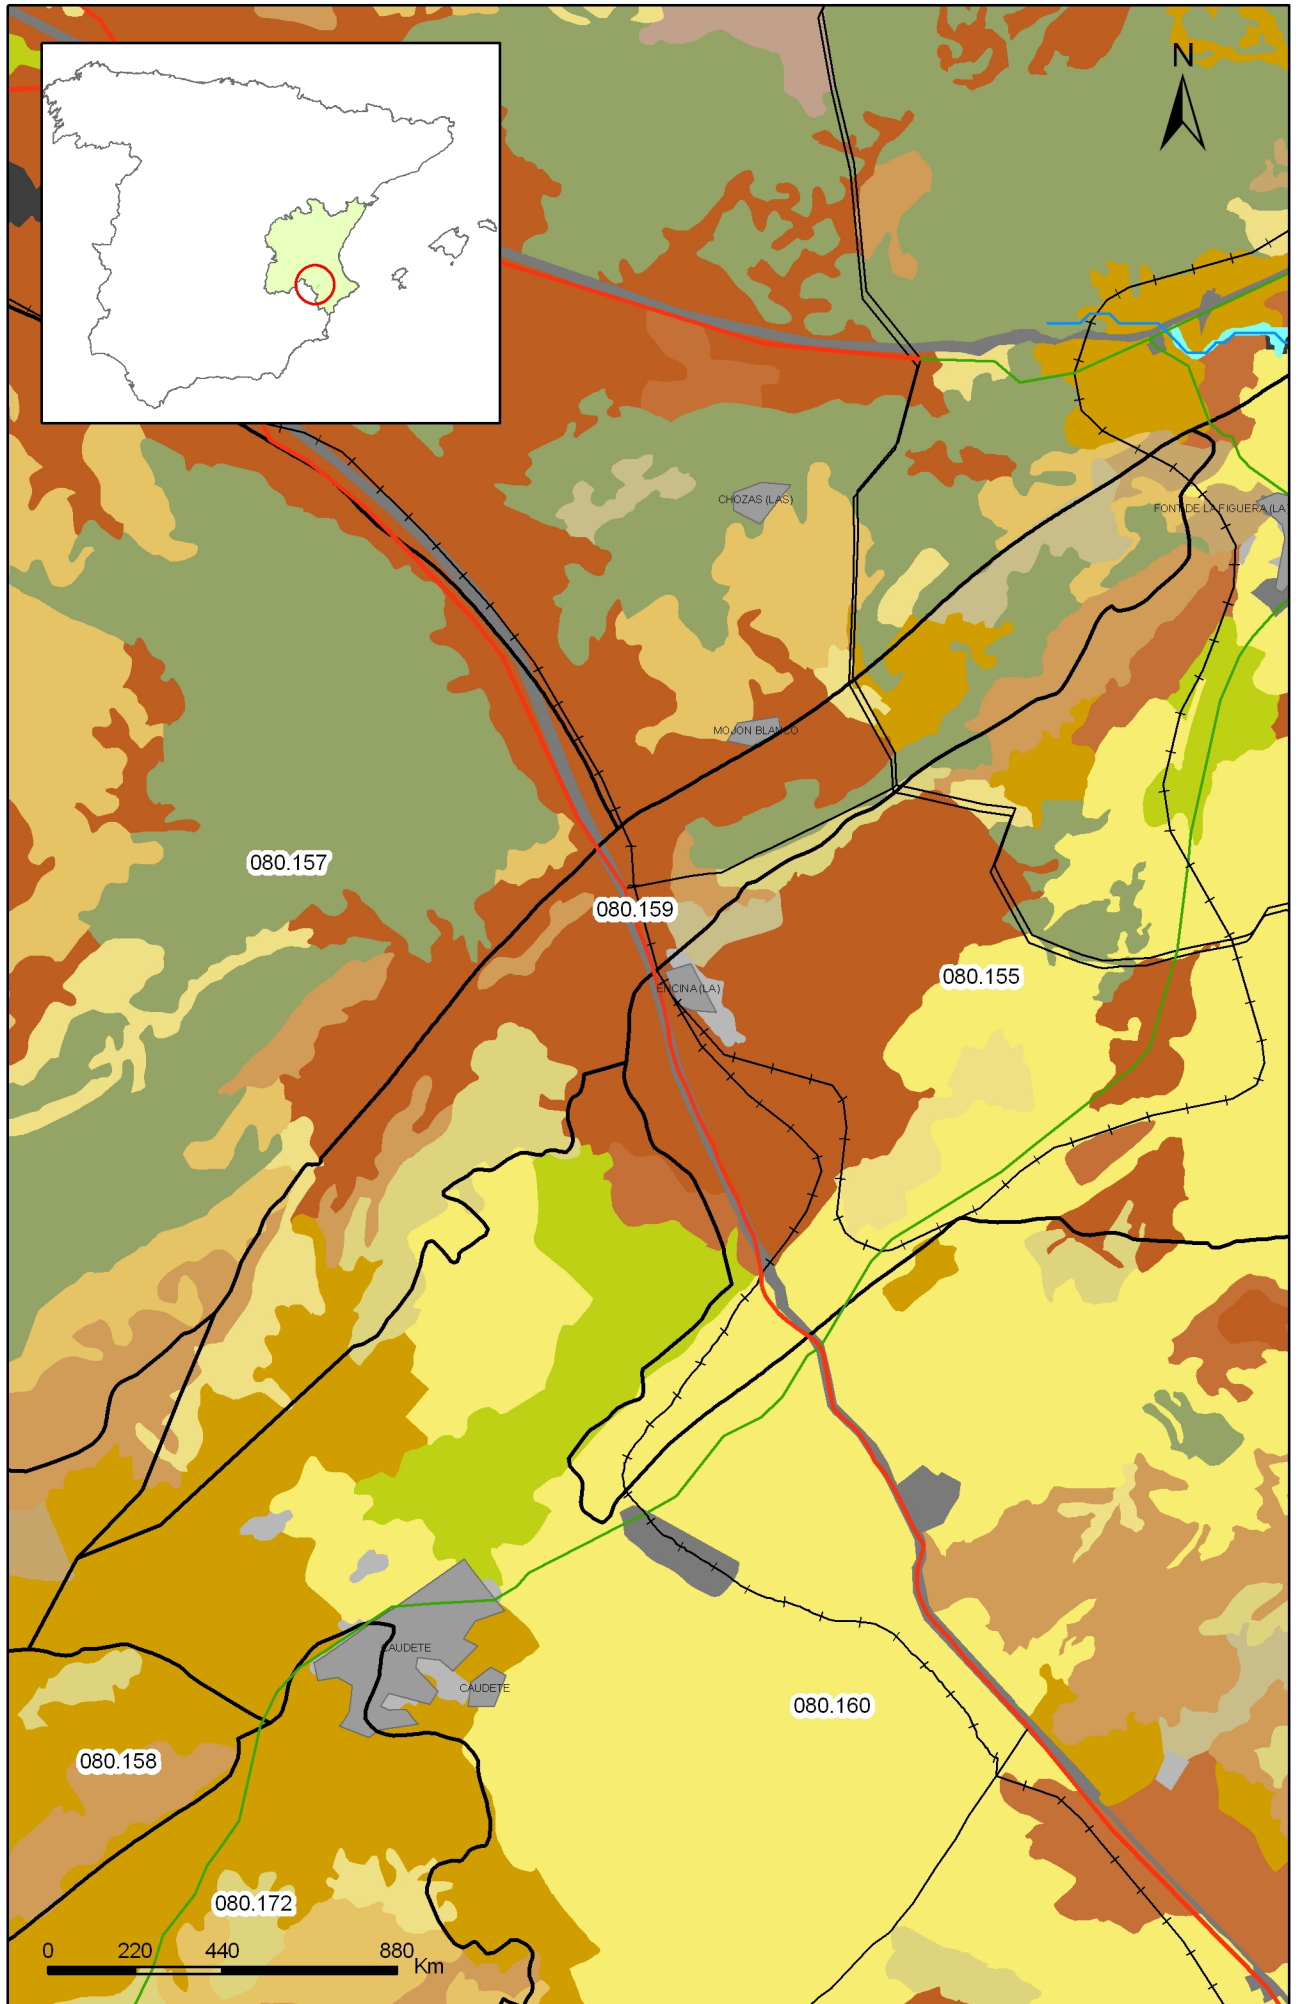 N
CHOZAS (LAS)
FONT DE LA FIGUERA (LA
MOJON BLANCO
080.157
080.159
080.155
ENCINA (LA)
CAUDETE
CAUDETE
080.160
080.158
080.172
0 220 440 880
Km